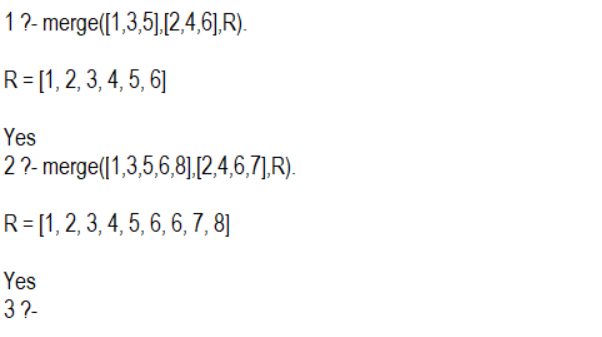 1 ?- merge([1,3,5],[2,4,6],R).
R = [1, 2, 3, 4, 5, 6]
Yes
2 ?- merge([1,3,5,6,8],[2,4,6,7],R).
R = [1, 2, 3, 4, 5, 6, 6, 7, 8]
Yes
3 ?-